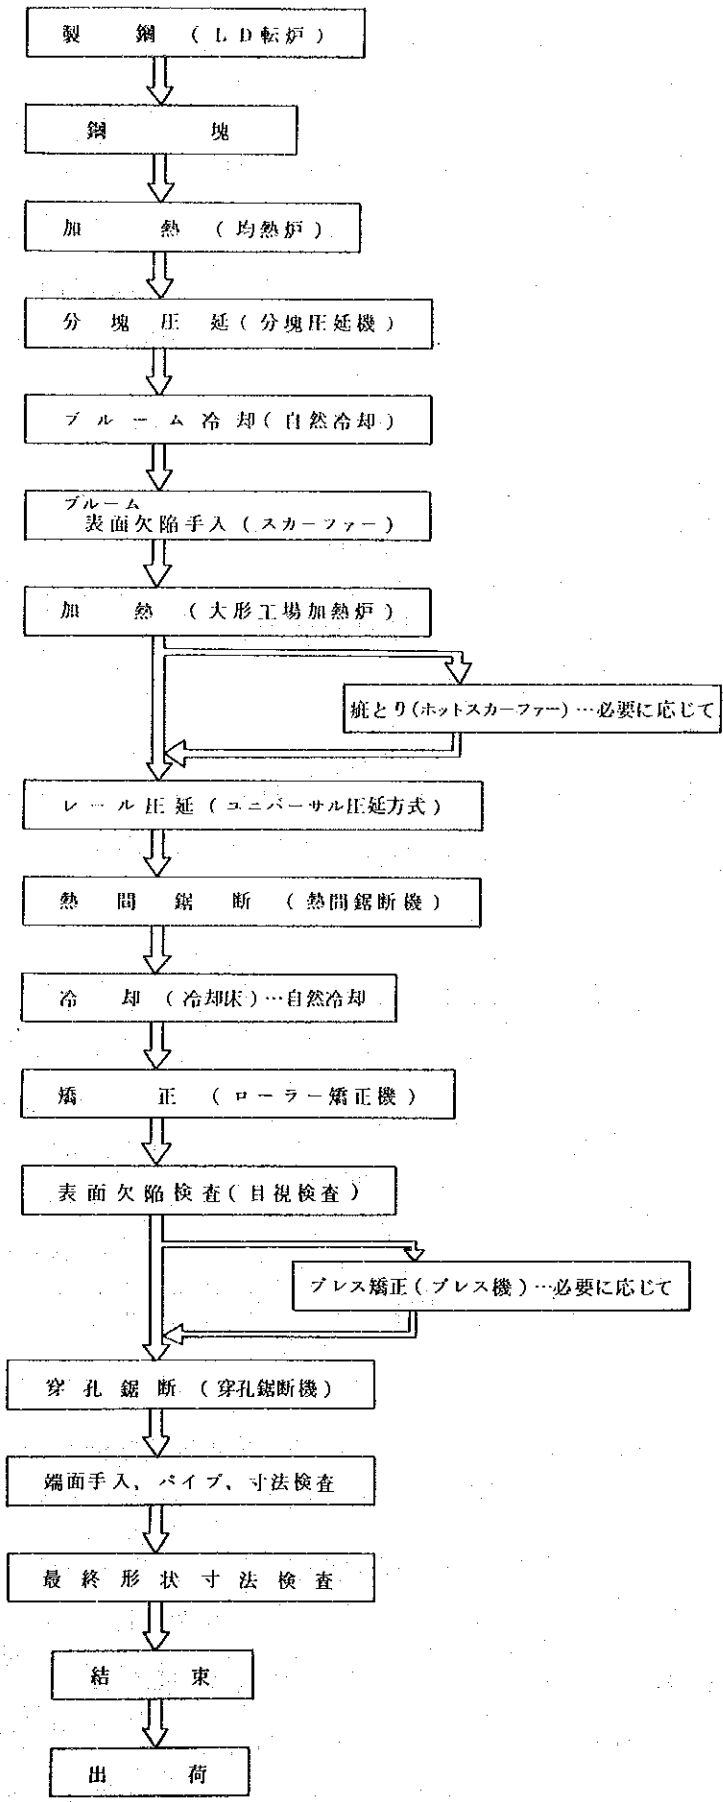 製鋼(LD転炉)
鋼塊
加熱(均熱炉)
分塊圧延(分塊圧延機)
ブルーム冷却(自然冷却)
ブルーム
表面欠陥手入(スカーファー)
加熱(大形工場加熱炉)
疵とり(ホットスカーファー)…必要に応じて
レール圧延(ユニバーサル圧延方式)
熱間鋸断(熱間鋸断機)
冷却(冷却床)…自然冷却
矯正(ローラー矯正機)
表面欠陥検査(目視検査)
プレス矯正(プレス機)…必要に応じて
穿孔鋸断(穿孔鋸断機)
端面手入、パイプ、寸法検査
最終形状寸法検査
結束
出荷